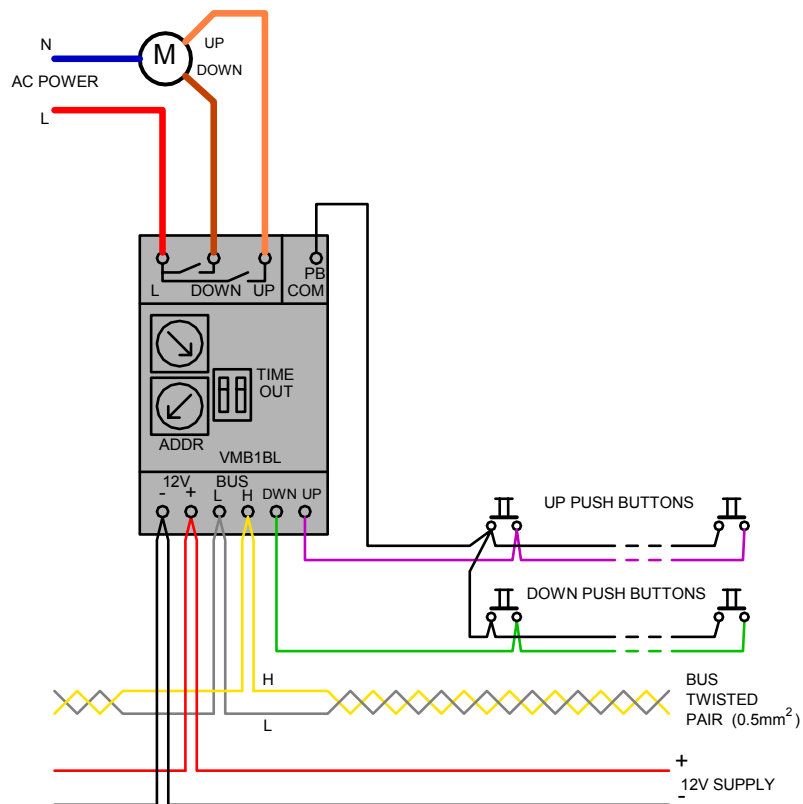 N
M
UP
DOWN
AC POWER
L
L
DOWN
UP
PB
COM
TIME
OUT
ADDR
VMB1BL
12V
BUS
- + L H DWN UP
UP PUSH BUTTONS
DOWN PUSH BUTTONS
H
L
BUS
TWISTED
PAIR (0.5mm²)
+
12V SUPPLY
-